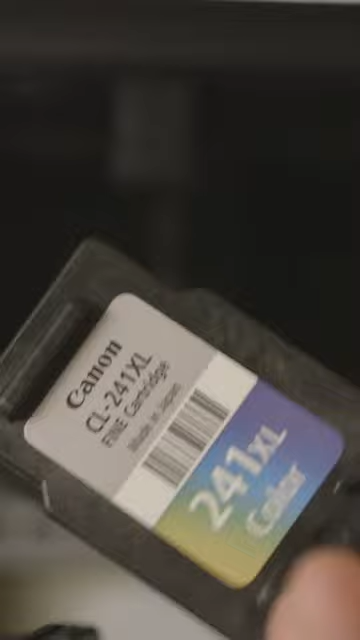 Canon
CL-241XL
FINE Cartridge
Made in Japan
241XL
Color